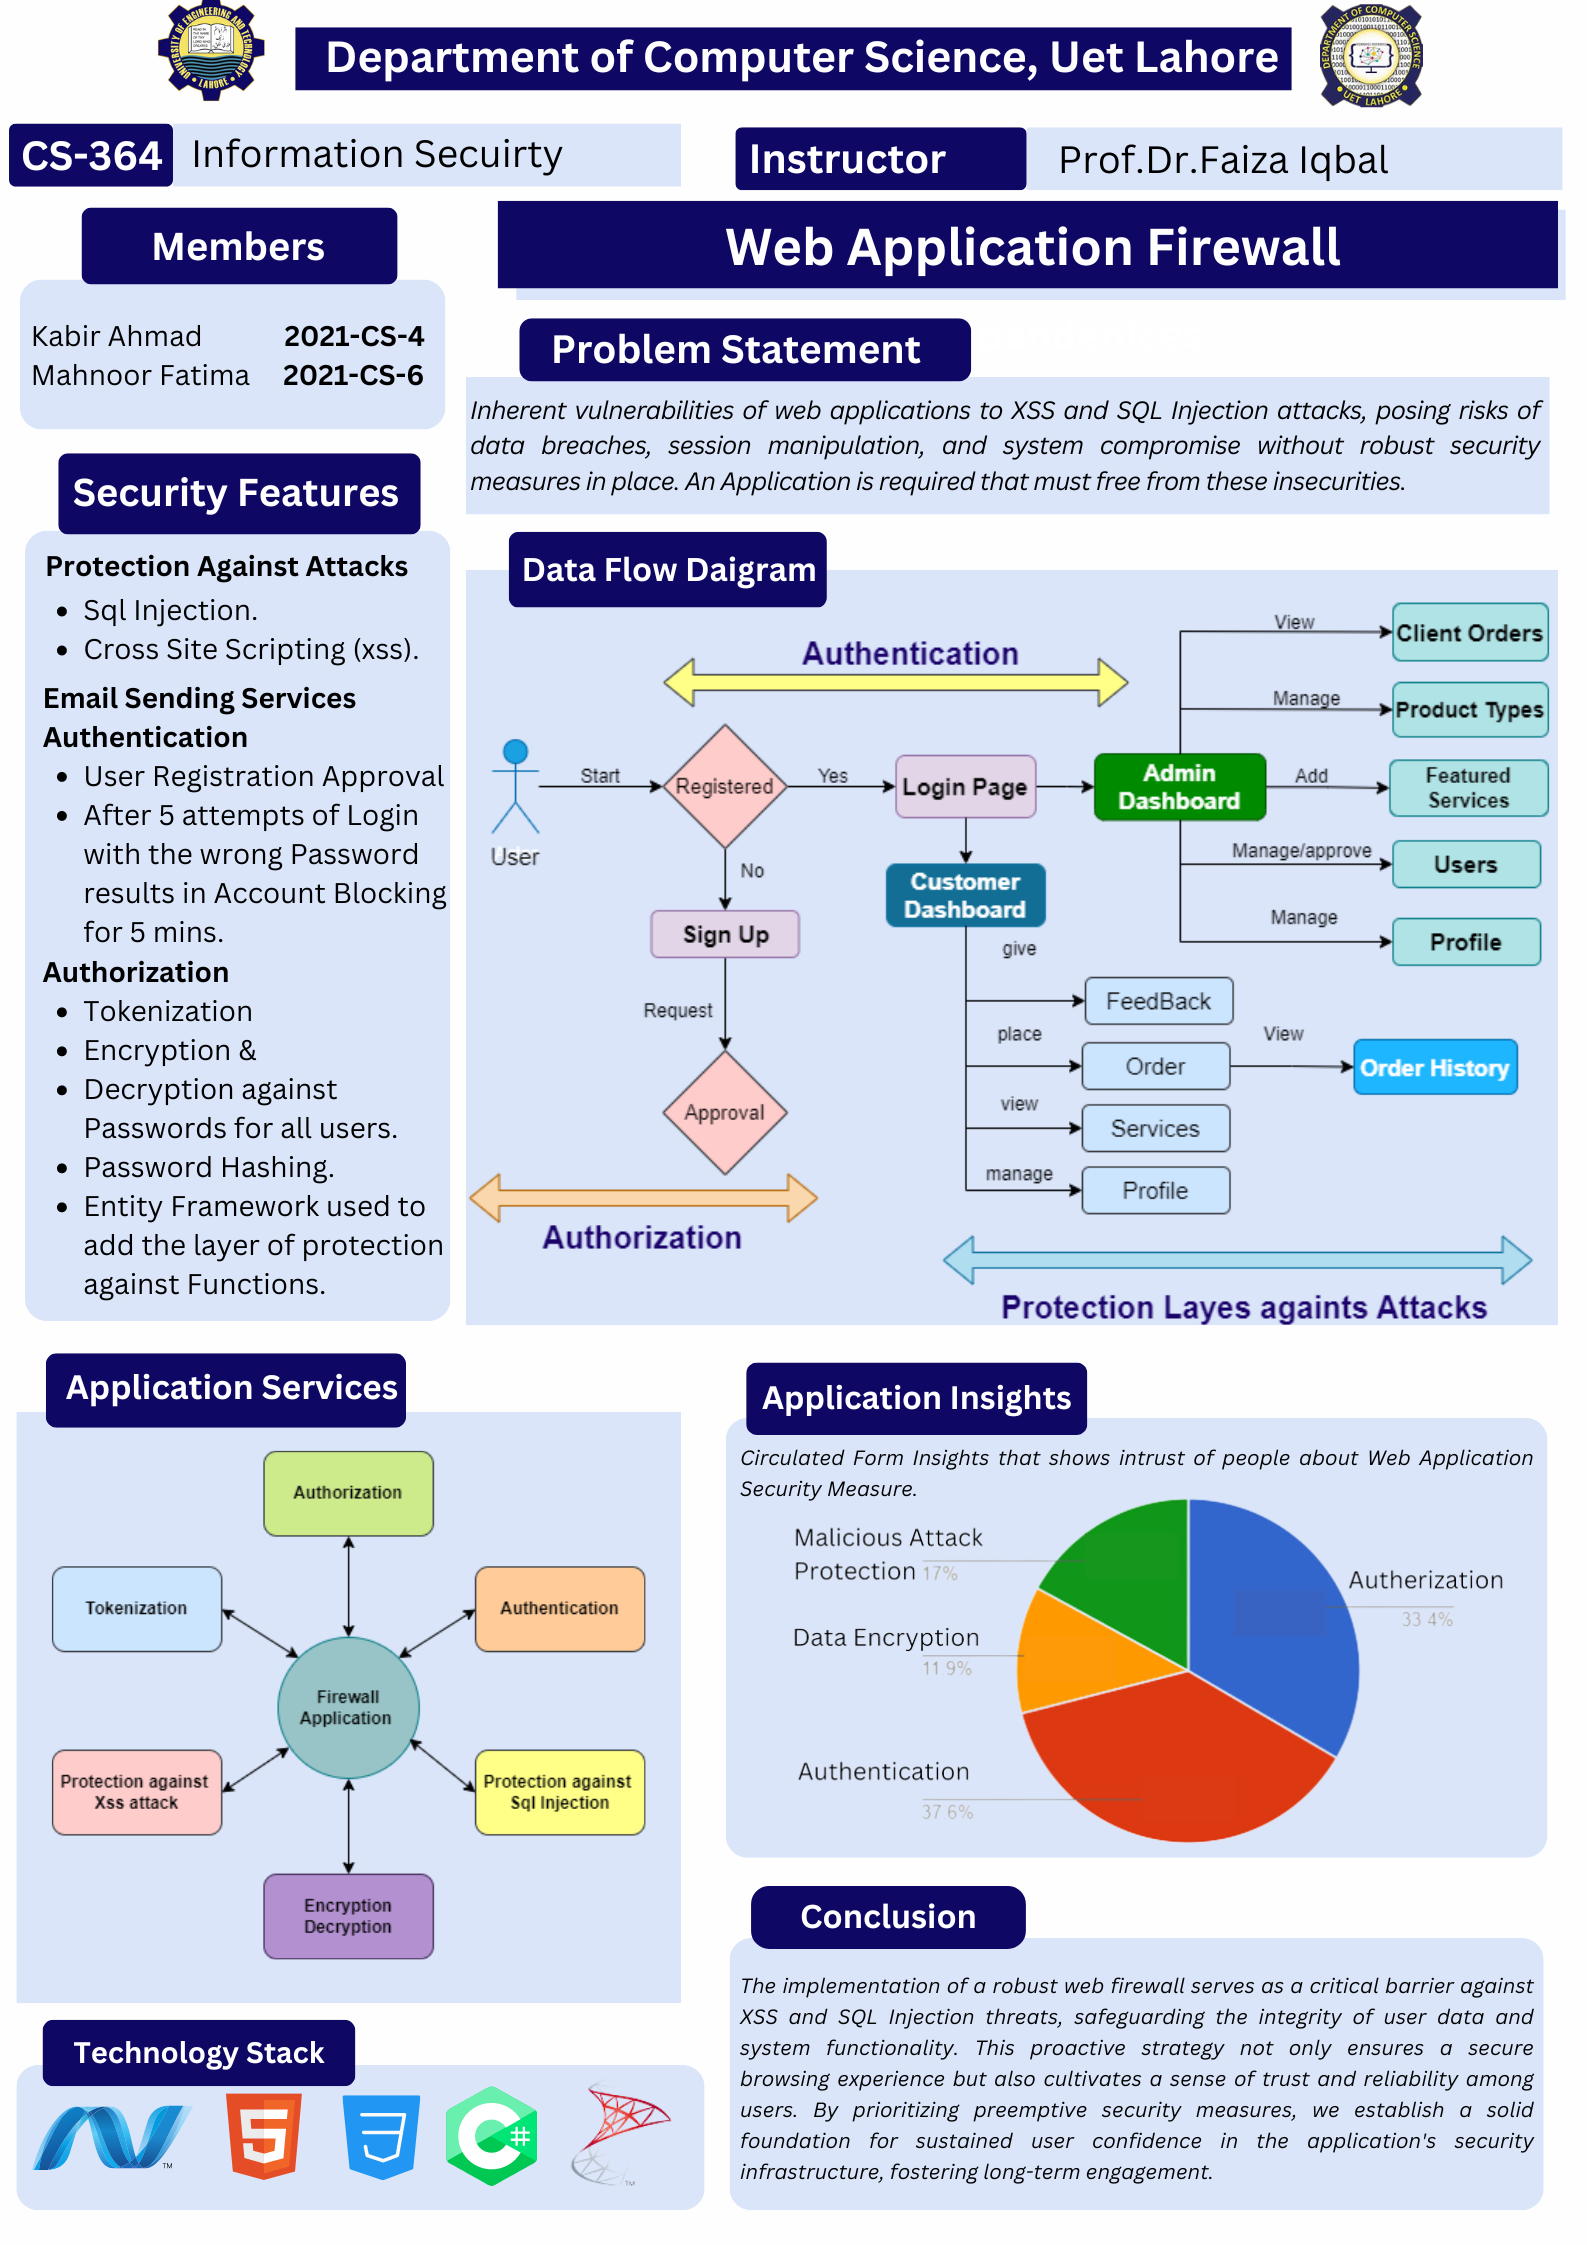 Department of Computer Science, Uet Lahore
CS-364
Information Secuirty
Instructor
Prof.Dr.Faiza Iqbal
Members
Kabir Ahmad 2021-CS-4
Mahnoor Fatima 2021-CS-6
Web Application Firewall
Problem Statement
Inherent vulnerabilities of web applications to XSS and SQL Injection attacks, posing risks of
data breaches, session manipulation, and system compromise without robust security
measures in place. An Application is required that must free from these insecurities.
Security Features
Protection Against Attacks
• Sql Injection.
• Cross Site Scripting (xss).
Email Sending Services
Authentication
• User Registration Approval
• After 5 attempts of Login
with the wrong Password
results in Account Blocking
for 5 mins.
Authorization
• Tokenization
• Encryption &
• Decryption against
Passwords for all users.
• Password Hashing.
• Entity Framework used to
add the layer of protection
against Functions.
Data Flow Daigram
Authentication
User
Start
Registered
Yes
No
Sign Up
Request
Approval
Authorization
Login Page
Admin
Dashboard
View
Client Orders
Manage
Product Types
Add
Featured
Services
Manage/approve
Users
Manage
Profile
Customer
Dashboard
give
FeedBack
place
Order
View
Order History
view
Services
manage
Profile
Protection Layes againts Attacks
Application Services
Authorization
Tokenization
Authentication
Firewall
Application
Protection against
Xss attack
Protection against
Sql Injection
Encryption
Decryption
Technology Stack
TM
TM
Application Insights
Circulated Form Insights that shows intrust of people about Web Application
Security Measure.
Malicious Attack
Protection 17%
Autherization
33 4%
Data Encryption
11 9%
Authentication
37 6%
Conclusion
The implementation of a robust web firewall serves as a critical barrier against
XSS and SQL Injection threats, safeguarding the integrity of user data and
system functionality. This proactive strategy not only ensures a secure
browsing experience but also cultivates a sense of trust and reliability among
users. By prioritizing preemptive security measures, we establish a solid
foundation for sustained user confidence in the application's security
infrastructure, fostering long-term engagement.
UNIVERSITY OF ENGINEERING AND TECHNOLOGY
LAHORE
DEPARTMENT OF COMPUTER SCIENCE
UET LAHORE